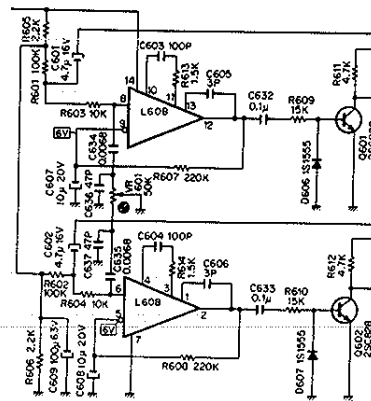 R605
2.2K
C601
4.7μ 16V
R601 100K
R603 10K
14
8
9
6V
C603 100P
10
11
R613
1.5K
C605
3P
13
L608
12
C632
0.1μ
R609
15K
R611
4.7K
Q601
D606 1S1555
C634
0.0068
R607 220K
C607
10μ 20V
C636 47P
VR
601
50K
C602
4.7μ 16V
C637 47P
C635
0.0068
C604 100P
R614
1.5K
C606
3P
R602
100K
R604 10K
6
5
6V
4
3
1
L608
2
7
C633
0.1μ
R610
15K
R612
4.7K
Q602
2SC828
D607 1S1555
R606 2.2K
C609 100μ 6.3V
C608 10μ 20V
R600 220K